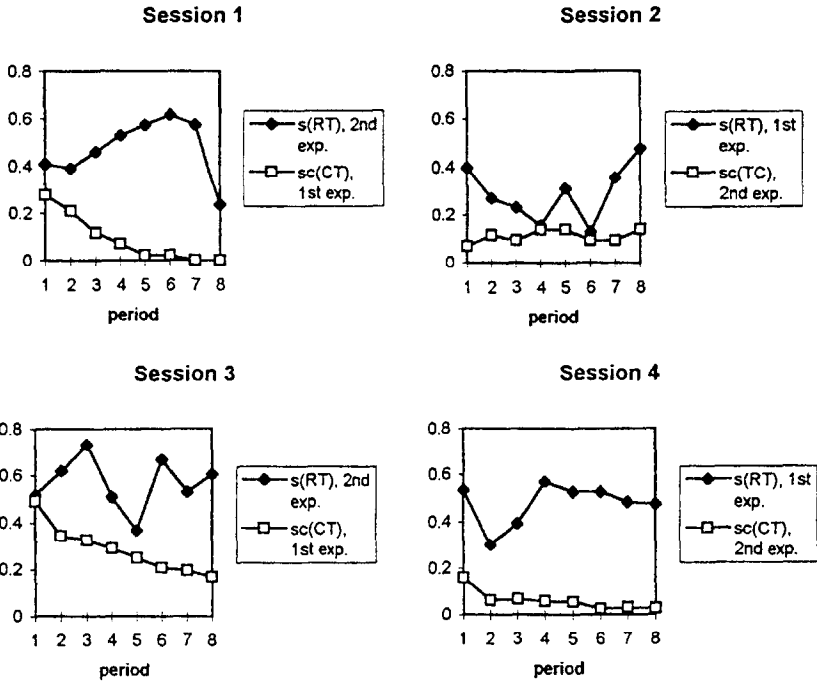 Session 1
0.8
0.6
0.4
0.2
0
1 2 3 4 5 6 7 8
period
s(RT), 2nd
exp.
sc(CT),
1st exp.
Session 2
0.8
0.6
0.4
0.2
0
1 2 3 4 5 6 7 8
period
s(RT), 1st
exp.
sc(TC),
2nd exp.
Session 3
0.8
0.6
0.4
0.2
0
1 2 3 4 5 6 7 8
period
s(RT), 2nd
exp.
sc(CT),
1st exp.
Session 4
0.8
0.6
0.4
0.2
0
1 2 3 4 5 6 7 8
period
s(RT), 1st
exp.
sc(CT),
2nd exp.